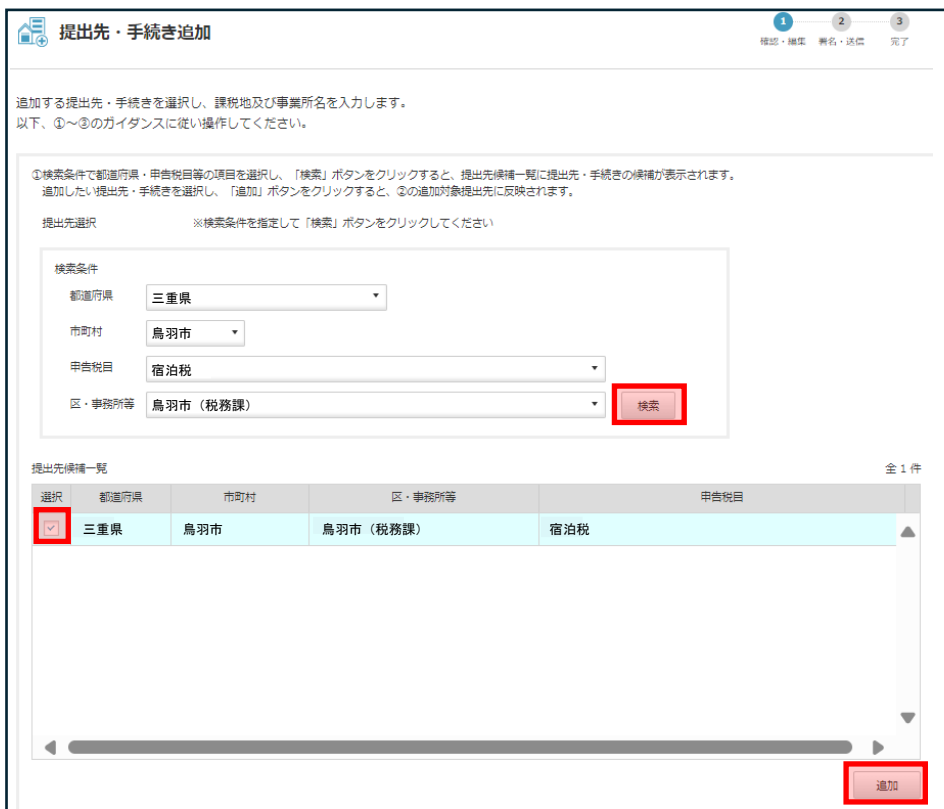 提出先・手続き追加
1 2 3
確認・編集 署名・送信 完了
追加する提出先・手続きを選択し、課税地及び事業所名を入力します。
以下、①～③のガイダンスに従い操作してください。
①検索条件で都道府県・申告税目等の項目を選択し、「検索」ボタンをクリックすると、提出先候補一覧に提出先・手続きの候補が表示されます。
追加したい提出先・手続きを選択し、「追加」ボタンをクリックすると、②の追加対象提出先に反映されます。
提出先選択 ※検索条件を指定して「検索」ボタンをクリックしてください
検索条件
都道府県 三重県
市町村 鳥羽市
申告税目 宿泊税
区・事務所等 鳥羽市（税務課） 検索
提出先候補一覧 全1件
選択 都道府県 市町村 区・事務所等 申告税目
三重県 鳥羽市 鳥羽市（税務課） 宿泊税
追加